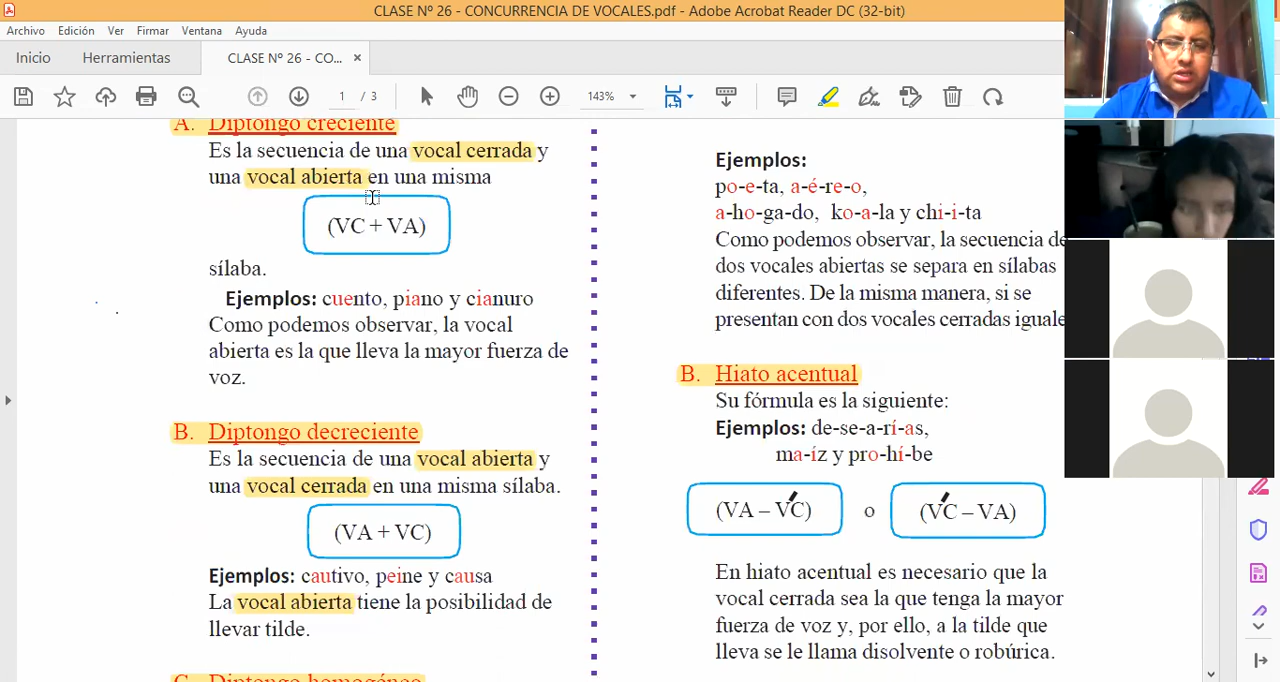 CLASE Nº 26 - CONCURRENCIA DE VOCALES.pdf - Adobe Acrobat Reader DC (32-bit)
Archivo Edición Ver Firmar Ventana Ayuda
Inicio Herramientas CLASE Nº 26 - CO... ×
1 / 3 143%
A. Diptongo creciente
Es la secuencia de una vocal cerrada y
una vocal abierta en una misma
(VC + VA)
sílaba.
Ejemplos: cuento, piano y cianuro
Como podemos observar, la vocal
abierta es la que lleva la mayor fuerza de
voz.
B. Diptongo decreciente
Es la secuencia de una vocal abierta y
una vocal cerrada en una misma sílaba.
(VA + VC)
Ejemplos: cautivo, peine y causa
La vocal abierta tiene la posibilidad de
llevar tilde.
C. Diptongo homogéneo
Ejemplos:
po-e-ta, a-é-re-o,
a-ho-ga-do, ko-a-la y chi-i-ta
Como podemos observar, la secuencia de
dos vocales abiertas se separa en sílabas
diferentes. De la misma manera, si se
presentan con dos vocales cerradas iguale
B. Hiato acentual
Su fórmula es la siguiente:
Ejemplos: de-se-a-rí-as,
ma-íz y pro-hí-be
(VA – V́C) o (V́C – VA)
En hiato acentual es necesario que la
vocal cerrada sea la que tenga la mayor
fuerza de voz y, por ello, a la tilde que
lleva se le llama disolvente o robúrica.